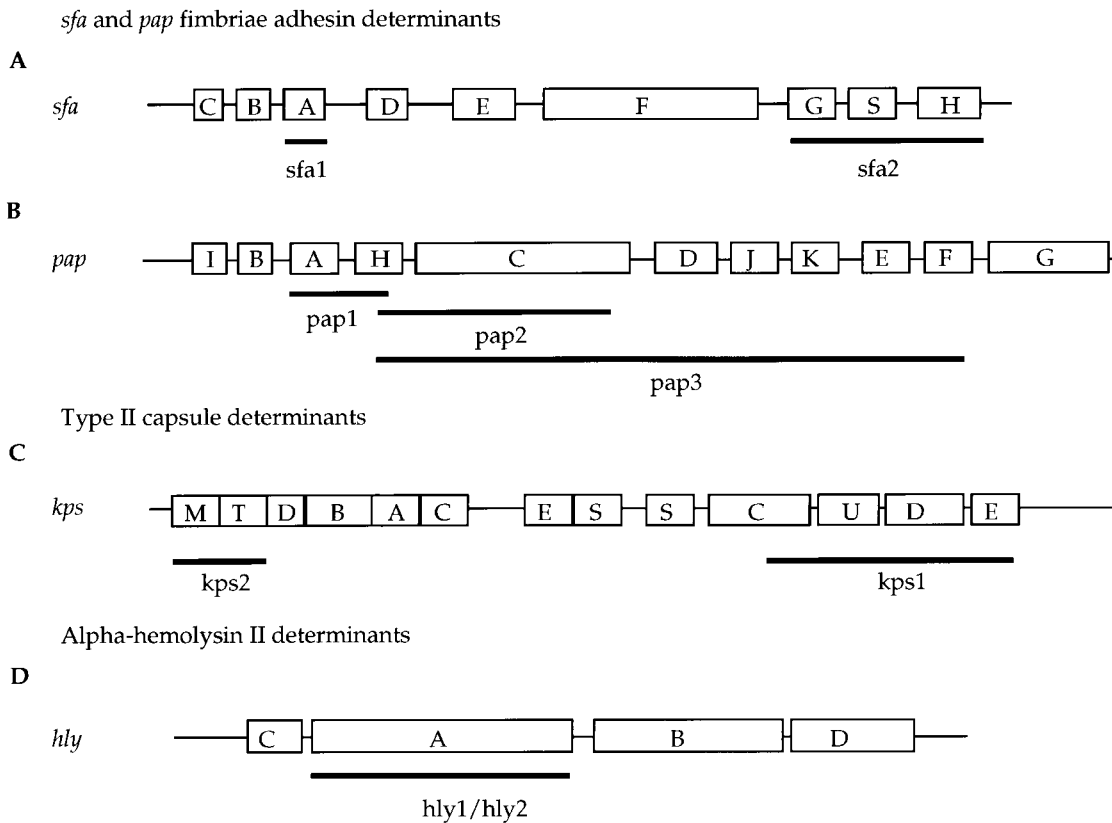 sfa and pap fimbriae adhesin determinants
A
sfa C B A D E F G S H
sfa1 sfa2
B
pap I B A H C D J K E F G
pap1
pap2
pap3
Type II capsule determinants
C
kps M T D B A C E S S C U D E
kps2 kps1
Alpha-hemolysin II determinants
D
hly C A B D
hly1/hly2